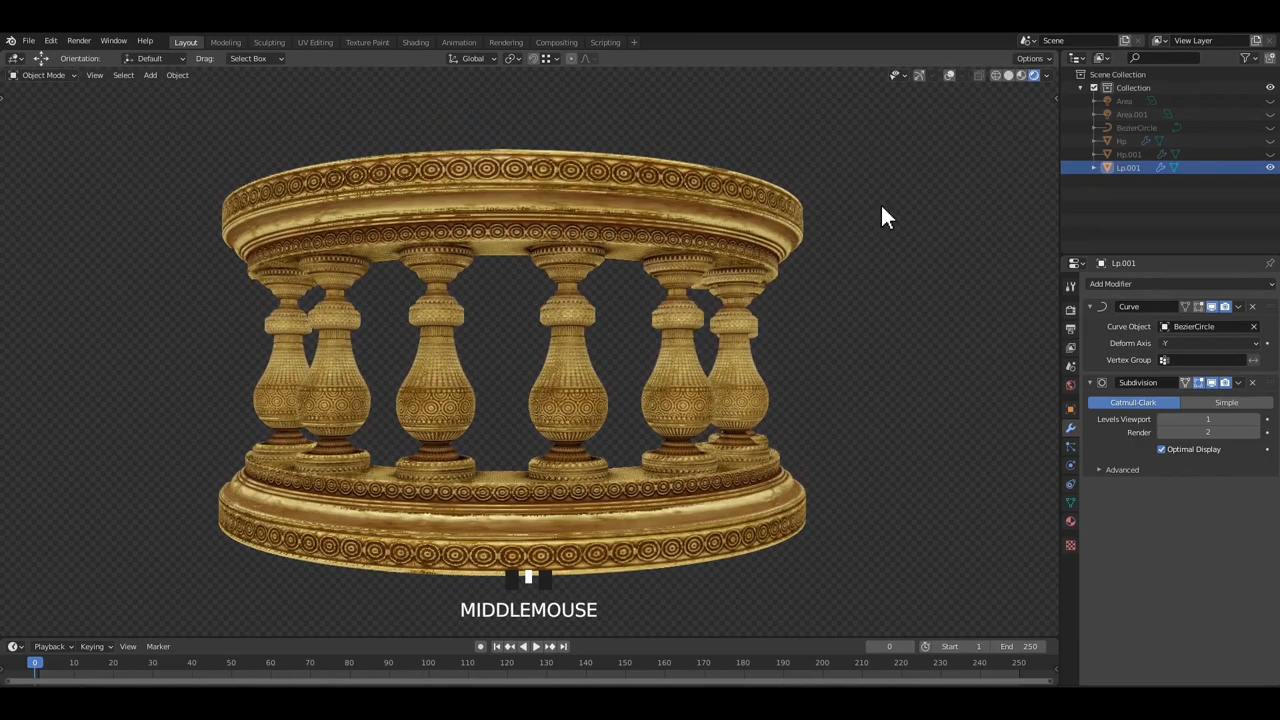 File Edit Render Window Help Layout Modeling Sculpting UV Editing Texture Paint Shading Animation Rendering Compositing Scripting + Scene View Layer
Orientation: Default Drag: Select Box Global Options
Object Mode View Select Add Object
Scene Collection
Collection
Area
Area.001
BezierCircle
Hp
Hp.001
Lp.001
Lp.001
Add Modifier
Curve
Curve Object BezierCircle
Deform Axis -Y
Vertex Group
Subdivision
Catmull-Clark Simple
Levels Viewport 1
Render 2
Optimal Display
Advanced
MIDDLEMOUSE
Playback Keying View Marker 0 Start 1 End 250
0 10 20 30 40 50 60 70 80 90 100 110 120 130 140 150 160 170 180 190 200 210 220 230 240 250